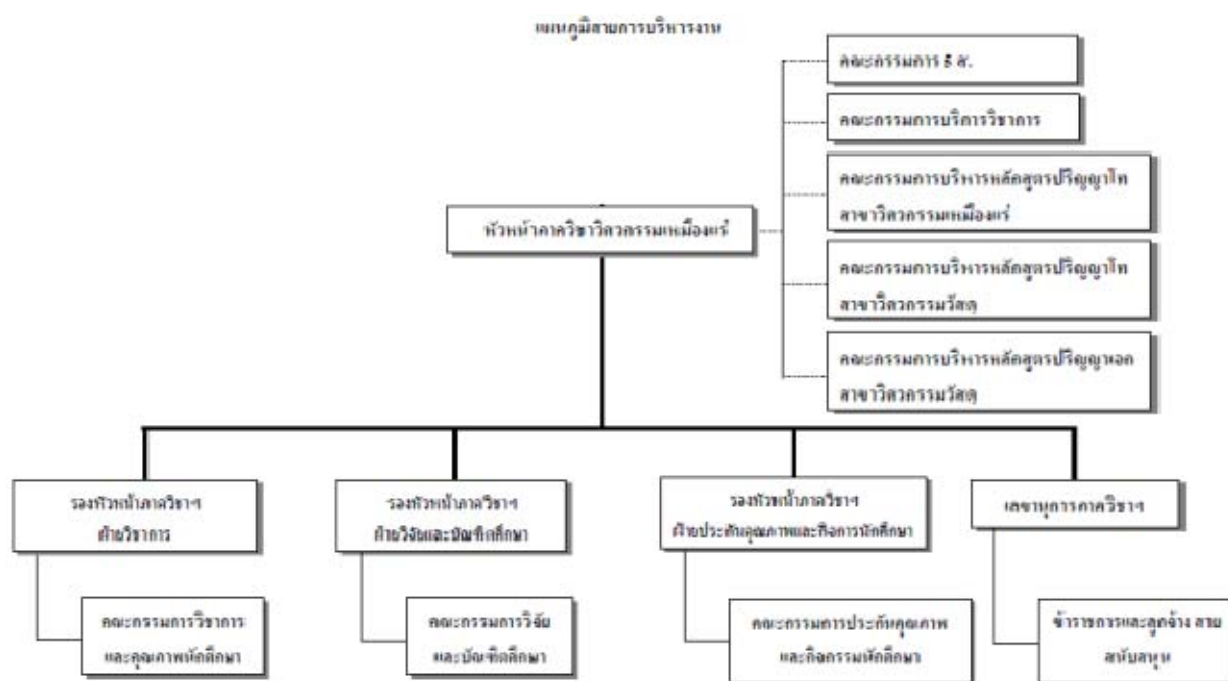 แผนภูมิสายการบริหารงาน
คณะกรรมการ 5 ส.
คณะกรรมการบริการวิชาการ
คณะกรรมการบริหารหลักสูตรปริญญาโท
สาขาวิศวกรรมเหมืองแร่
หัวหน้าภาควิชาวิศวกรรมเหมืองแร่
คณะกรรมการบริหารหลักสูตรปริญญาโท
สาขาวิศวกรรมวัสดุ
คณะกรรมการบริหารหลักสูตรปริญญาเอก
สาขาวิศวกรรมวัสดุ
รองหัวหน้าภาควิชาฯ
ฝ่ายวิชาการ
รองหัวหน้าภาควิชาฯ
ฝ่ายวิจัยและบัณฑิตศึกษา
รองหัวหน้าภาควิชาฯ
ฝ่ายประกันคุณภาพและกิจการนักศึกษา
เลขานุการภาควิชาฯ
คณะกรรมการวิชาการ
และคุณภาพนักศึกษา
คณะกรรมการวิจัย
และบัณฑิตศึกษา
คณะกรรมการประกันคุณภาพ
และกิจกรรมนักศึกษา
ข้าราชการและลูกจ้าง สาย
สนับสนุน